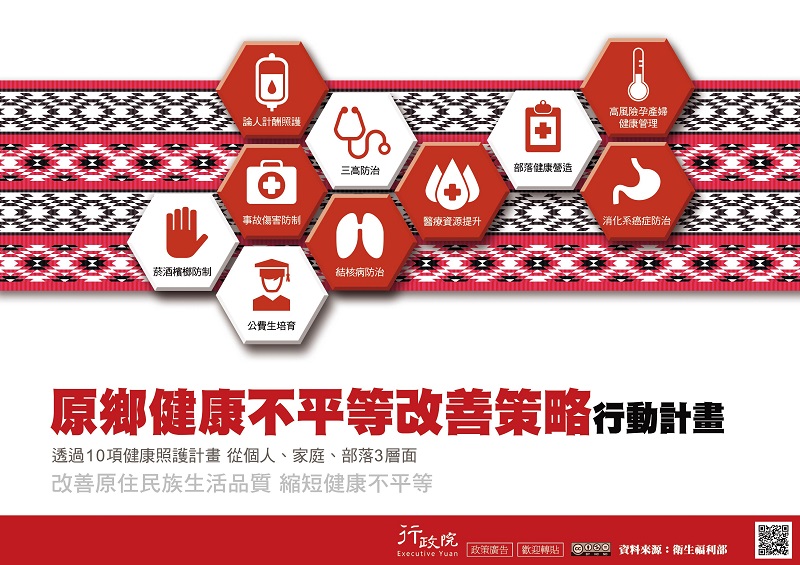 論人計酬照護
高風險孕產婦
健康管理
三高防治
部落健康營造
事故傷害防制
醫療資源提升
消化系癌症防治
菸酒檳榔防制
結核病防治
公費生培育
原鄉健康不平等改善策略行動計畫
透過10項健康照護計畫 從個人、家庭、部落3層面
改善原住民族生活品質 縮短健康不平等
行政院
Executive Yuan
政策廣告 歡迎轉貼 資料來源：衛生福利部